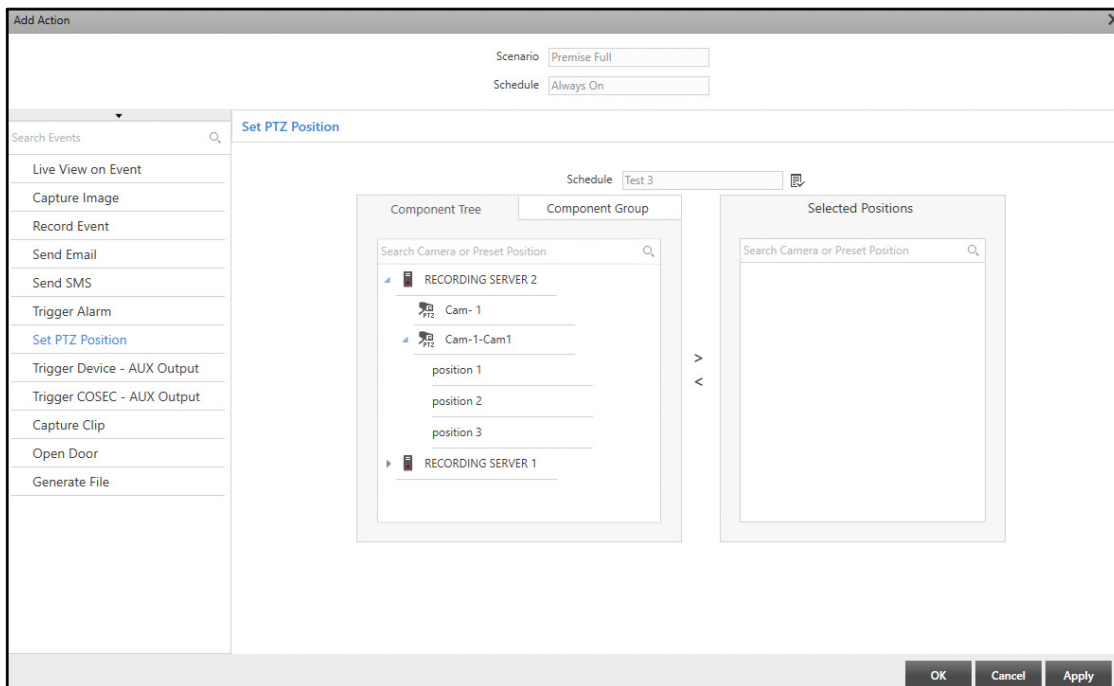 Add Action
Scenario Premise Full
Schedule Always On
Search Events
Live View on Event
Capture Image
Record Event
Send Email
Send SMS
Trigger Alarm
Set PTZ Position
Trigger Device - AUX Output
Trigger COSEC - AUX Output
Capture Clip
Open Door
Generate File
Set PTZ Position
Schedule Test 3
Component Tree Component Group
Search Camera or Preset Position
RECORDING SERVER 2
PTZ Cam- 1
PTZ Cam-1-Cam1
position 1
position 2
position 3
RECORDING SERVER 1
>
<
Selected Positions
Search Camera or Preset Position
OK Cancel Apply